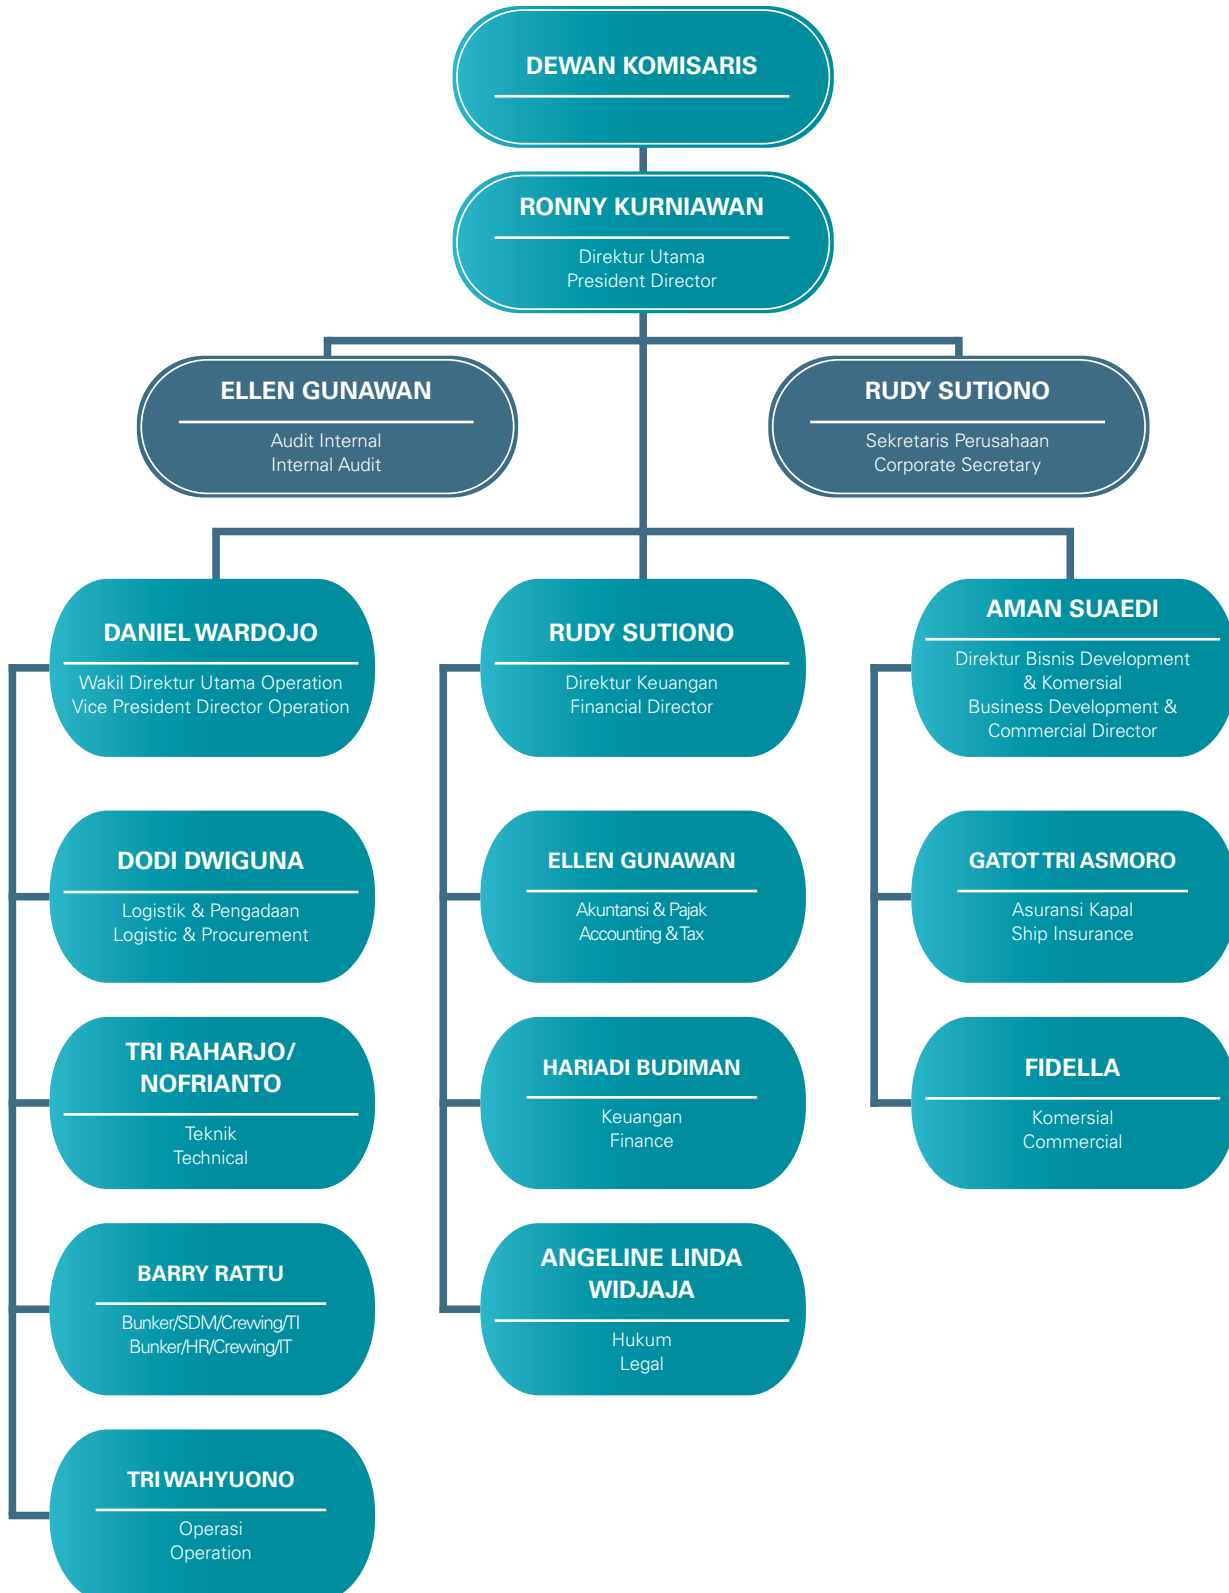 DEWAN KOMISARIS
RONNY KURNIAWAN
Direktur Utama
President Director
ELLEN GUNAWAN
Audit Internal
Internal Audit
RUDY SUTIONO
Sekretaris Perusahaan
Corporate Secretary
DANIEL WARDOJO
Wakil Direktur Utama Operation
Vice President Director Operation
RUDY SUTIONO
Direktur Keuangan
Financial Director
AMAN SUAEDI
Direktur Bisnis Development
& Komersial
Business Development &
Commercial Director
DODI DWIGUNA
Logistik & Pengadaan
Logistic & Procurement
ELLEN GUNAWAN
Akuntansi & Pajak
Accounting & Tax
GATOT TRI ASMORO
Asuransi Kapal
Ship Insurance
TRI RAHARJO/
NOFRIANTO
Teknik
Technical
HARIADI BUDIMAN
Keuangan
Finance
FIDELLA
Komersial
Commercial
BARRY RATTU
Bunker/SDM/Crewing/TI
Bunker/HR/Crewing/IT
ANGELINE LINDA
WIDJAJA
Hukum
Legal
TRI WAHYUONO
Operasi
Operation